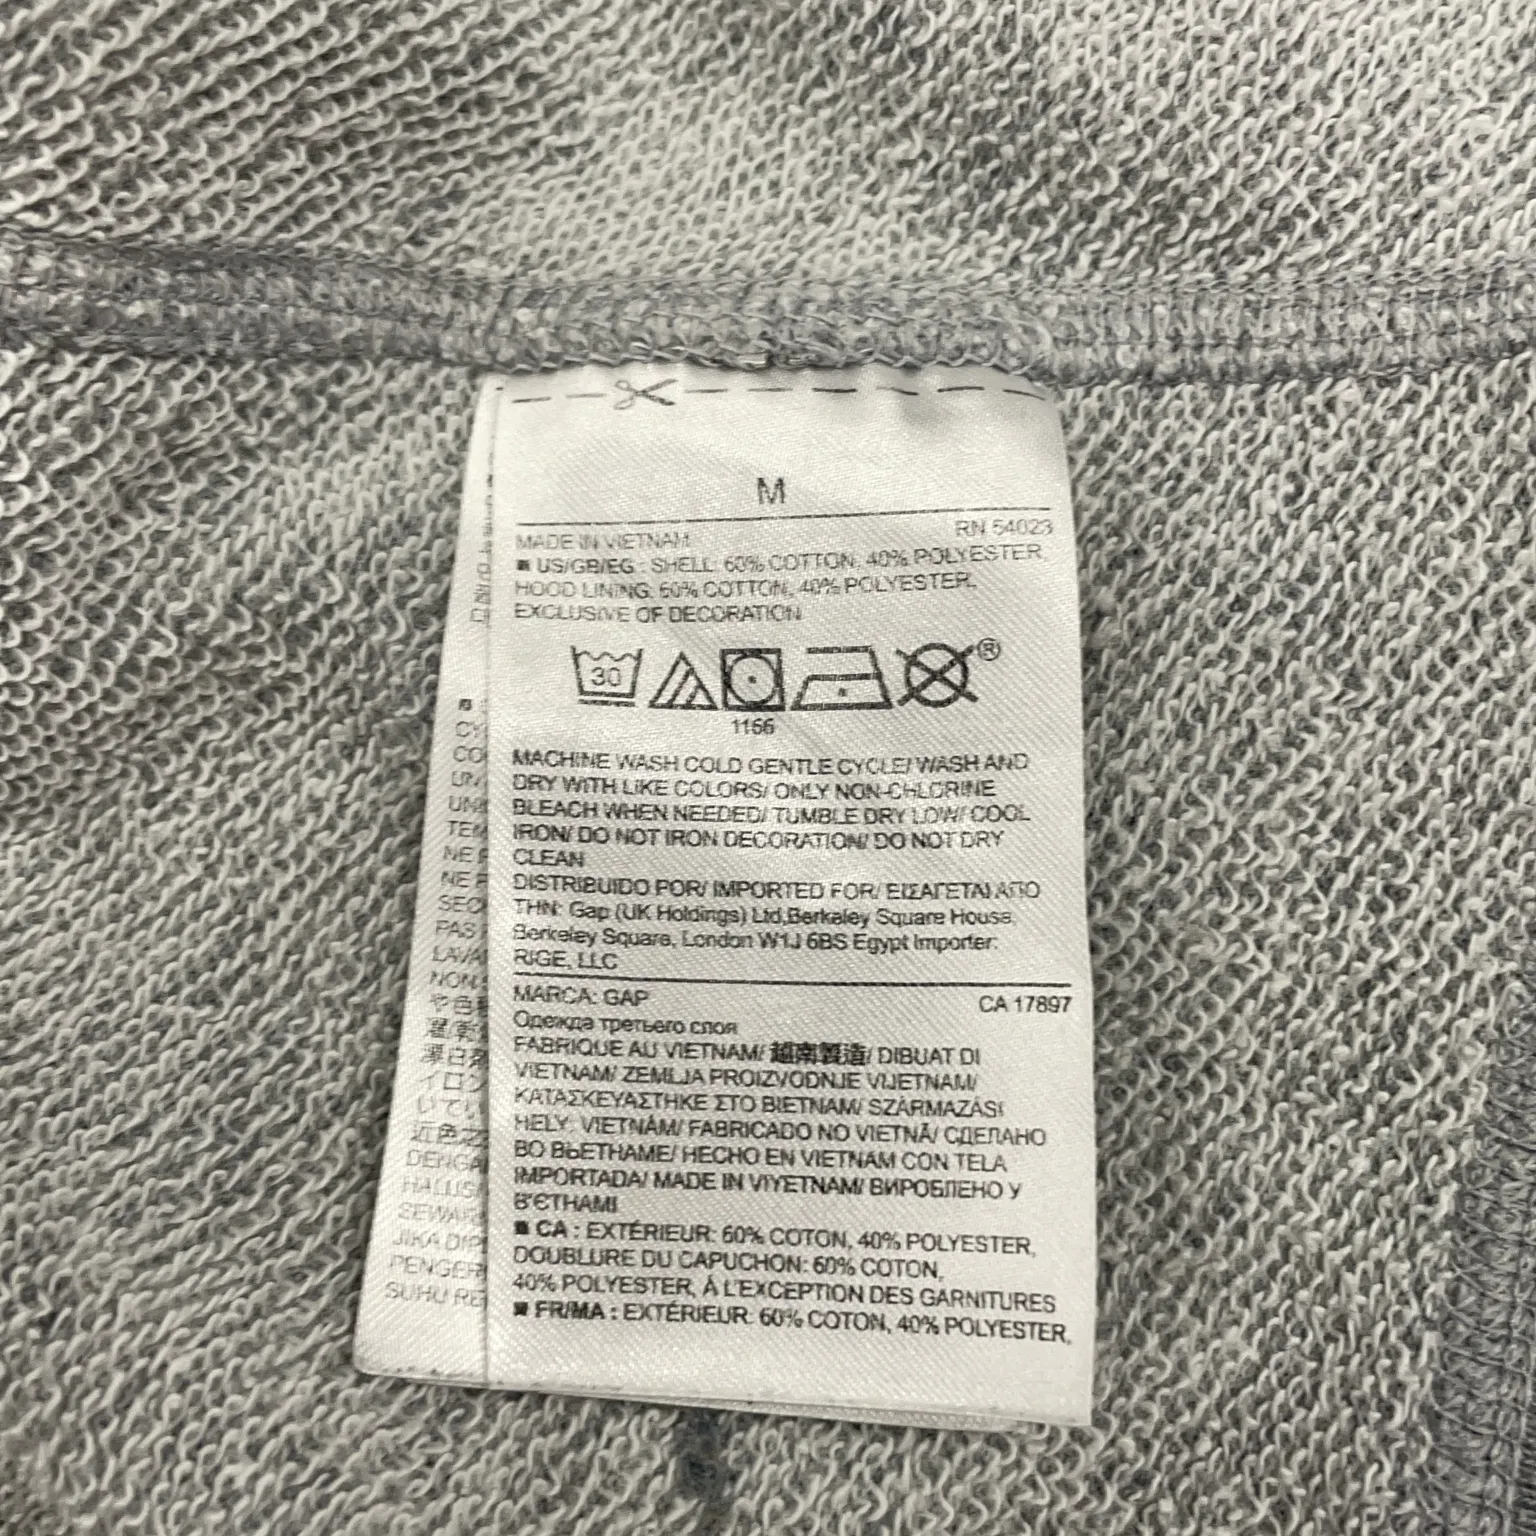 M
RN 54023
MADE IN VIETNAM
US/GB/EG : SHELL: 60% COTTON, 40% POLYESTER
HOOD LINING: 60% COTTON, 40% POLYESTER,
EXCLUSIVE OF DECORATION
30
®
1166
MACHINE WASH COLD GENTLE CYCLE/ WASH AND
DRY WITH LIKE COLORS/ ONLY NON-CHLORINE
BLEACH WHEN NEEDED/ TUMBLE DRY LOW/ COOL
IRON/ DO NOT IRON DECORATION/ DO NOT DRY
CLEAN
DISTRIBUIDO POR/ IMPORTED FOR/ ΕΙΣΑΓΕΤΑΙ ΑΠΟ
THN: Gap (UK Holdings) Ltd,Berkeley Square House,
Berkeley Square, London W1J 6BS Egypt Importer:
RIGE, LLC
MARCA: GAP
CA 17897
Одежда третьего слоя
FABRIQUE AU VIETNAM/ 越南製造/ DIBUAT DI
VIETNAM/ ZEMLJA PROIZVODNJE VIJETNAM/
ΚΑΤΑΣΚΕΥΑΣΤΗΚΕ ΣΤΟ ΒΙΕΤΝΑΜ/ SZÁRMAZÁSI
HELY: VIETNÁM/ FABRICADO NO VIETNÃ/ СДЕЛАНО
ВО ВЬЕТНАМЕ/ HECHO EN VIETNAM CON TELA
IMPORTADA/ MADE IN VIYETNAM/ ВИРОБЛЕНО У
В'ЄТНАМІ
CA : EXTÉRIEUR: 60% COTON, 40% POLYESTER,
DOUBLURE DU CAPUCHON: 60% COTON,
40% POLYESTER, À L'EXCEPTION DES GARNITURES
FR/MA : EXTÉRIEUR: 60% COTON, 40% POLYESTER,